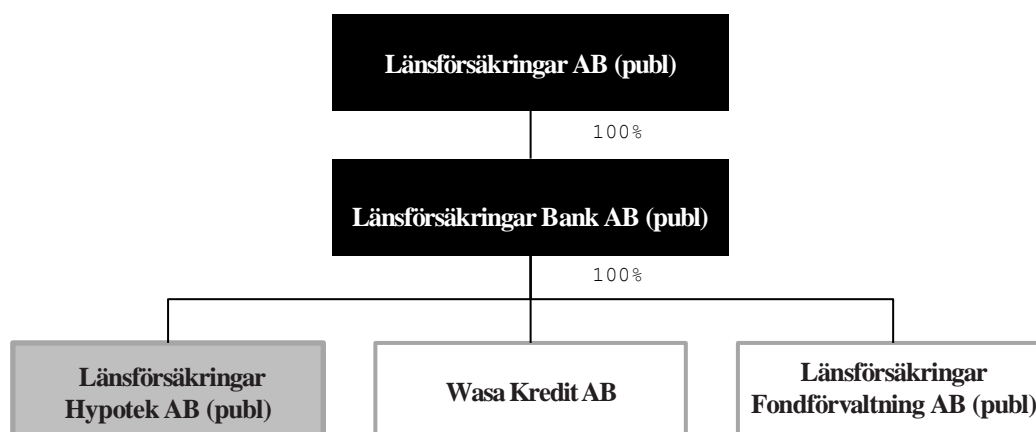 Länsförsäkringar AB (publ)
100%
Länsförsäkringar Bank AB (publ)
100%
Länsförsäkringar
Hypotek AB (publ)
Wasa Kredit AB
Länsförsäkringar
Fondförvaltning AB (publ)